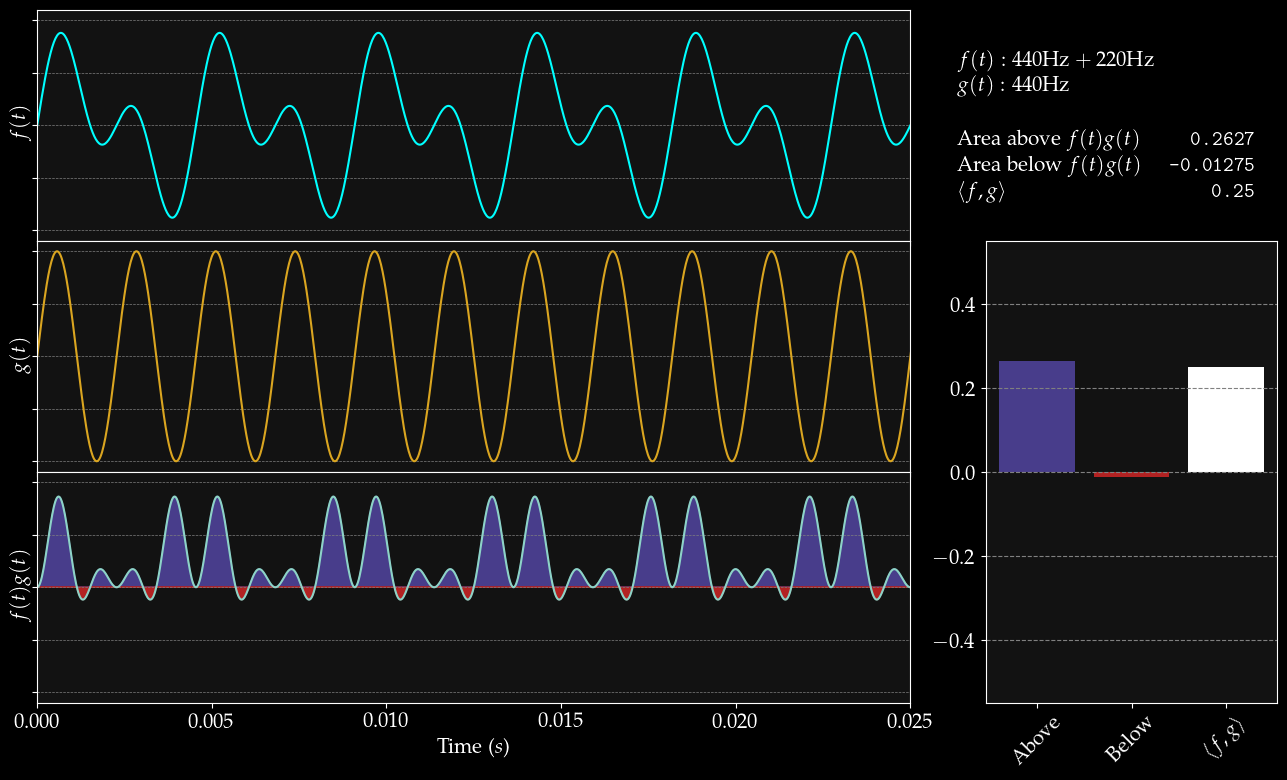 f(t)
f(t) : 440Hz + 220Hz
g(t) : 440Hz
Area above f(t)g(t) 0.2627
Area below f(t)g(t) -0.01275
⟨f, g⟩ 0.25
g(t)
f(t)g(t)
0.000 0.005 0.010 0.015 0.020 0.025
Time (s)
0.4
0.2
0.0
−0.2
−0.4
Above Below ⟨f, g⟩